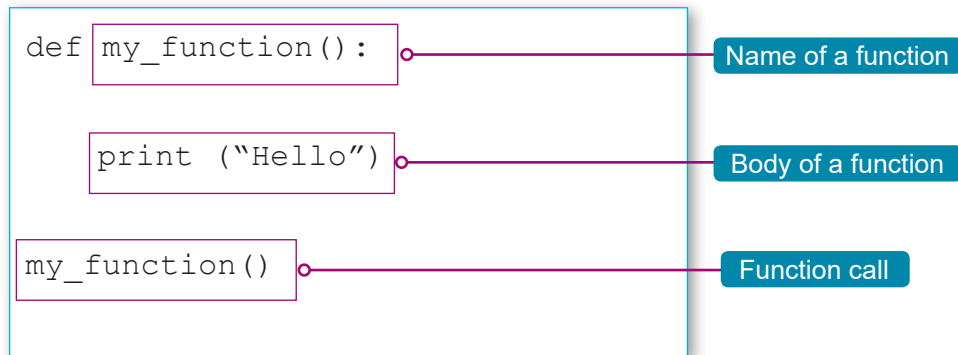 def my_function():
Name of a function
print (“Hello”)
Body of a function
my_function()
Function call